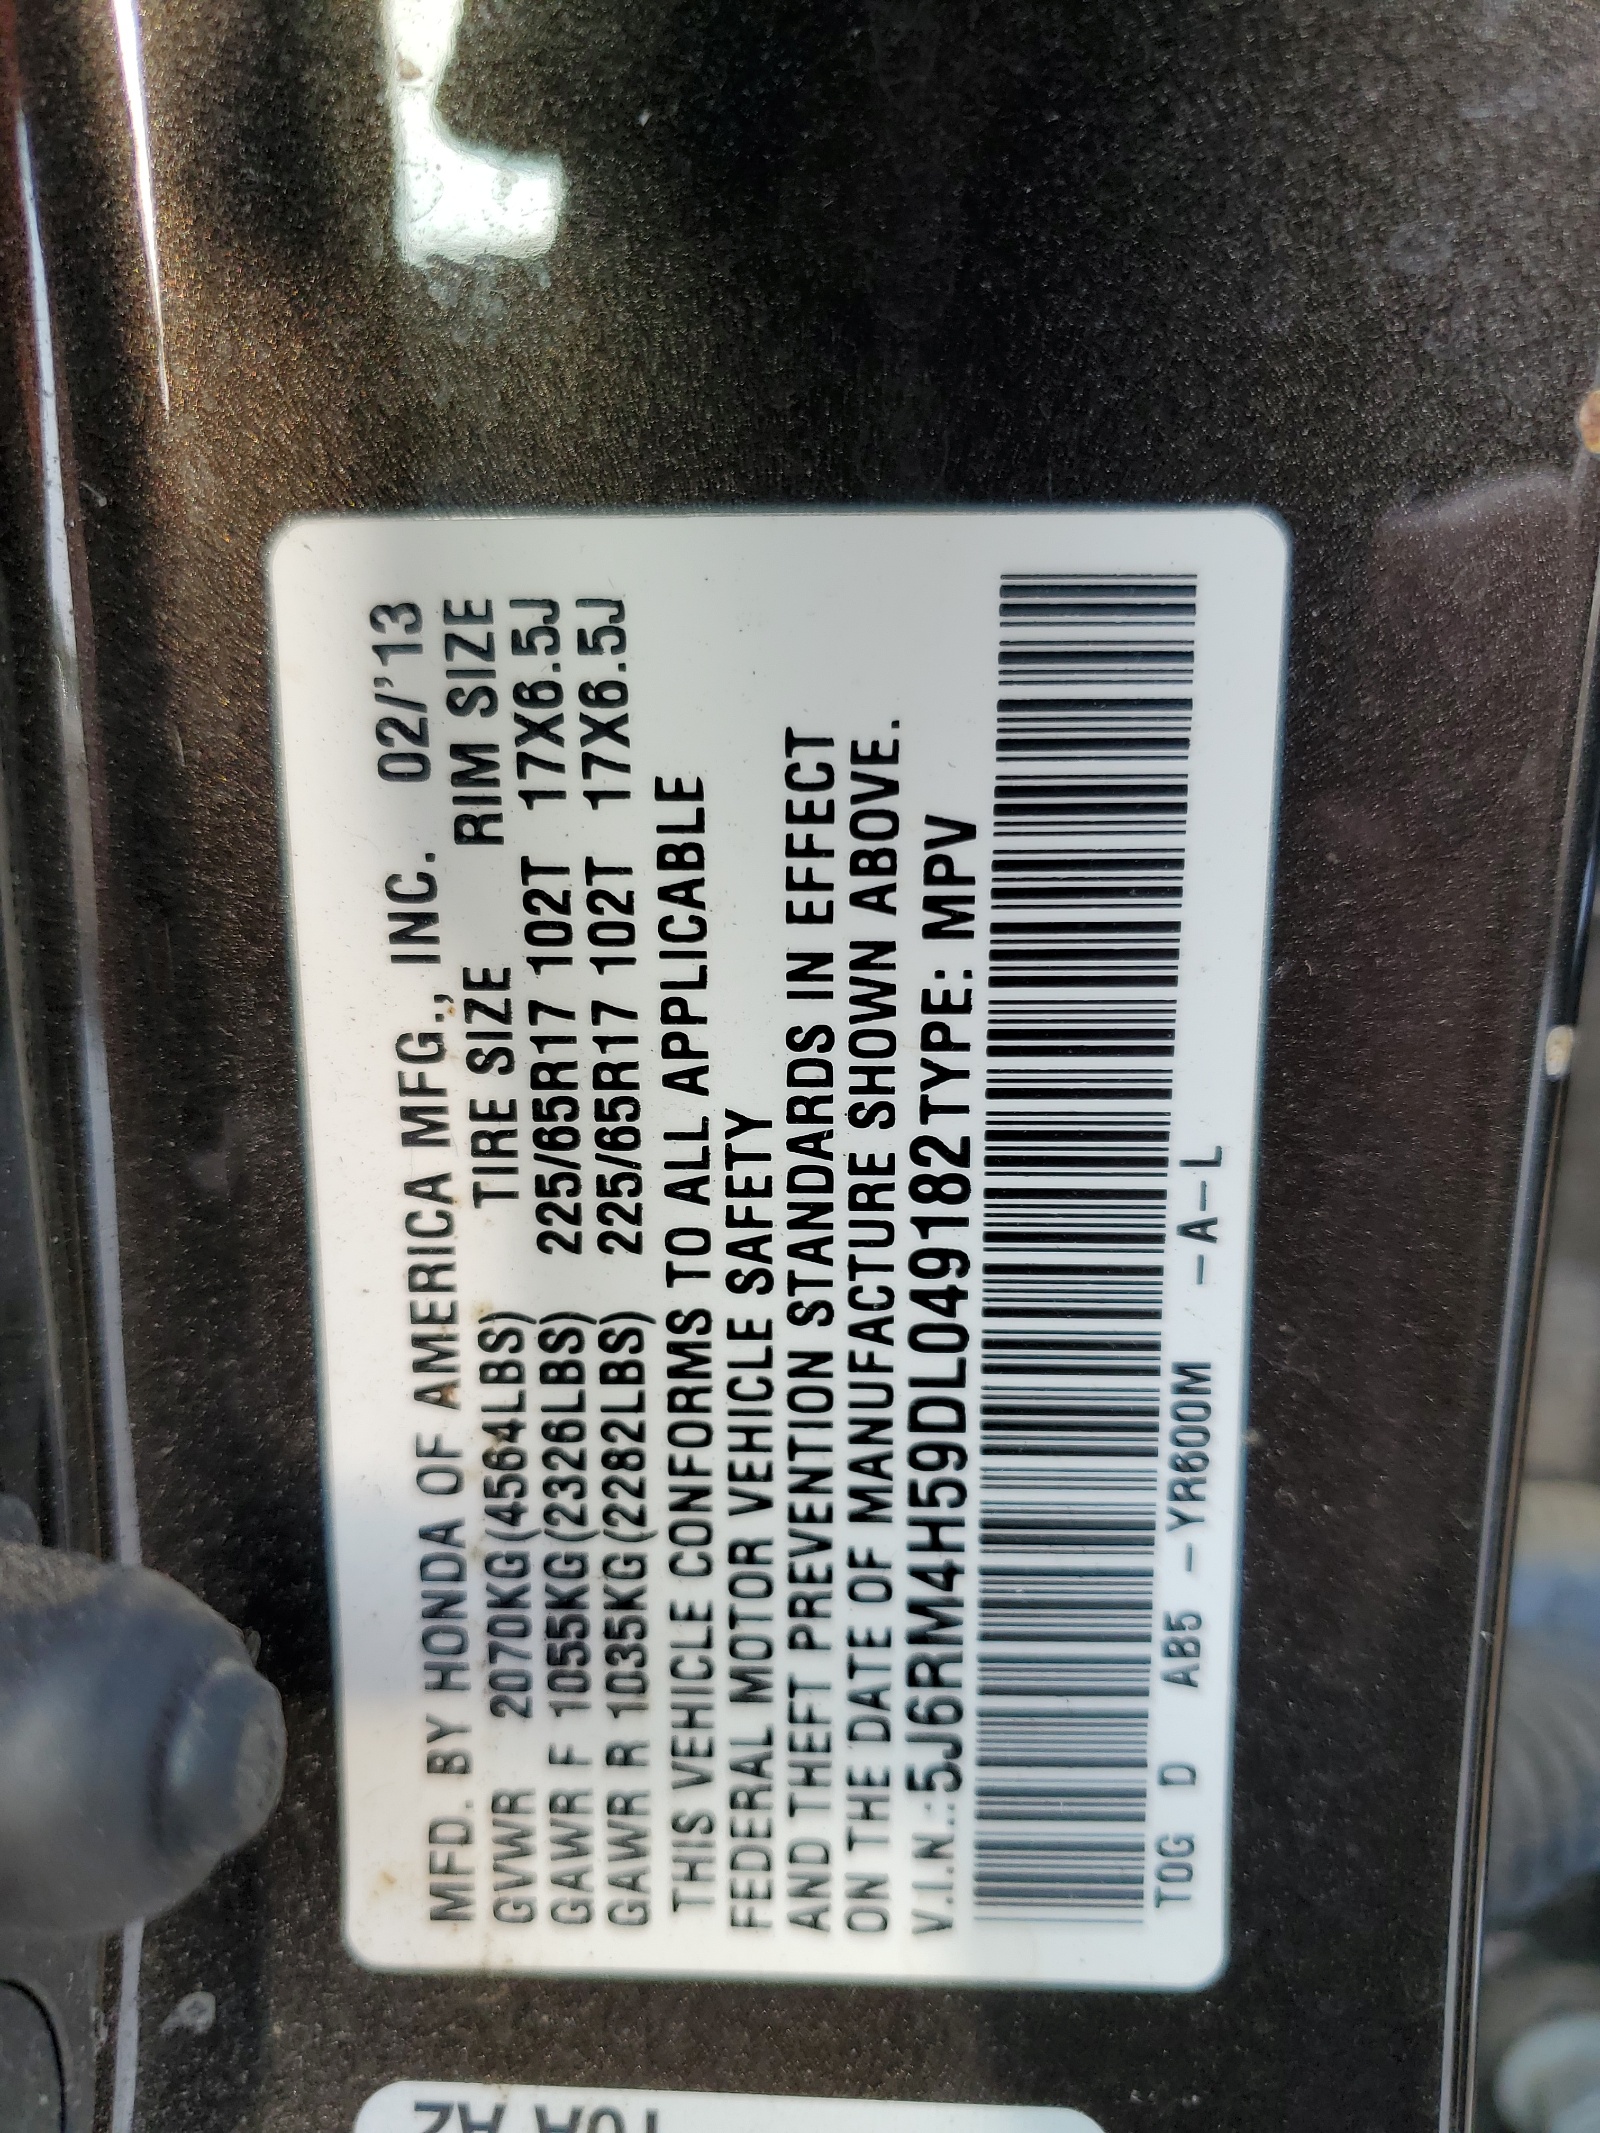 MFD. BY HONDA OF AMERICA MFG., INC. 02/'13
TIRE SIZE RIM SIZE
GVWR 2070KG(4564LBS)
GAWR F 1055KG(2326LBS) 225/65R17 102T 17X6.5J
GAWR R 1035KG(2282LBS) 225/65R17 102T 17X6.5J
THIS VEHICLE CONFORMS TO ALL APPLICABLE
FEDERAL MOTOR VEHICLE SAFETY
AND THEFT PREVENTION STANDARDS IN EFFECT
ON THE DATE OF MANUFACTURE SHOWN ABOVE.
V.I.N.:5J6RM4H59DL049182TYPE: MPV
T0G D AB5 -YR600M -A-L